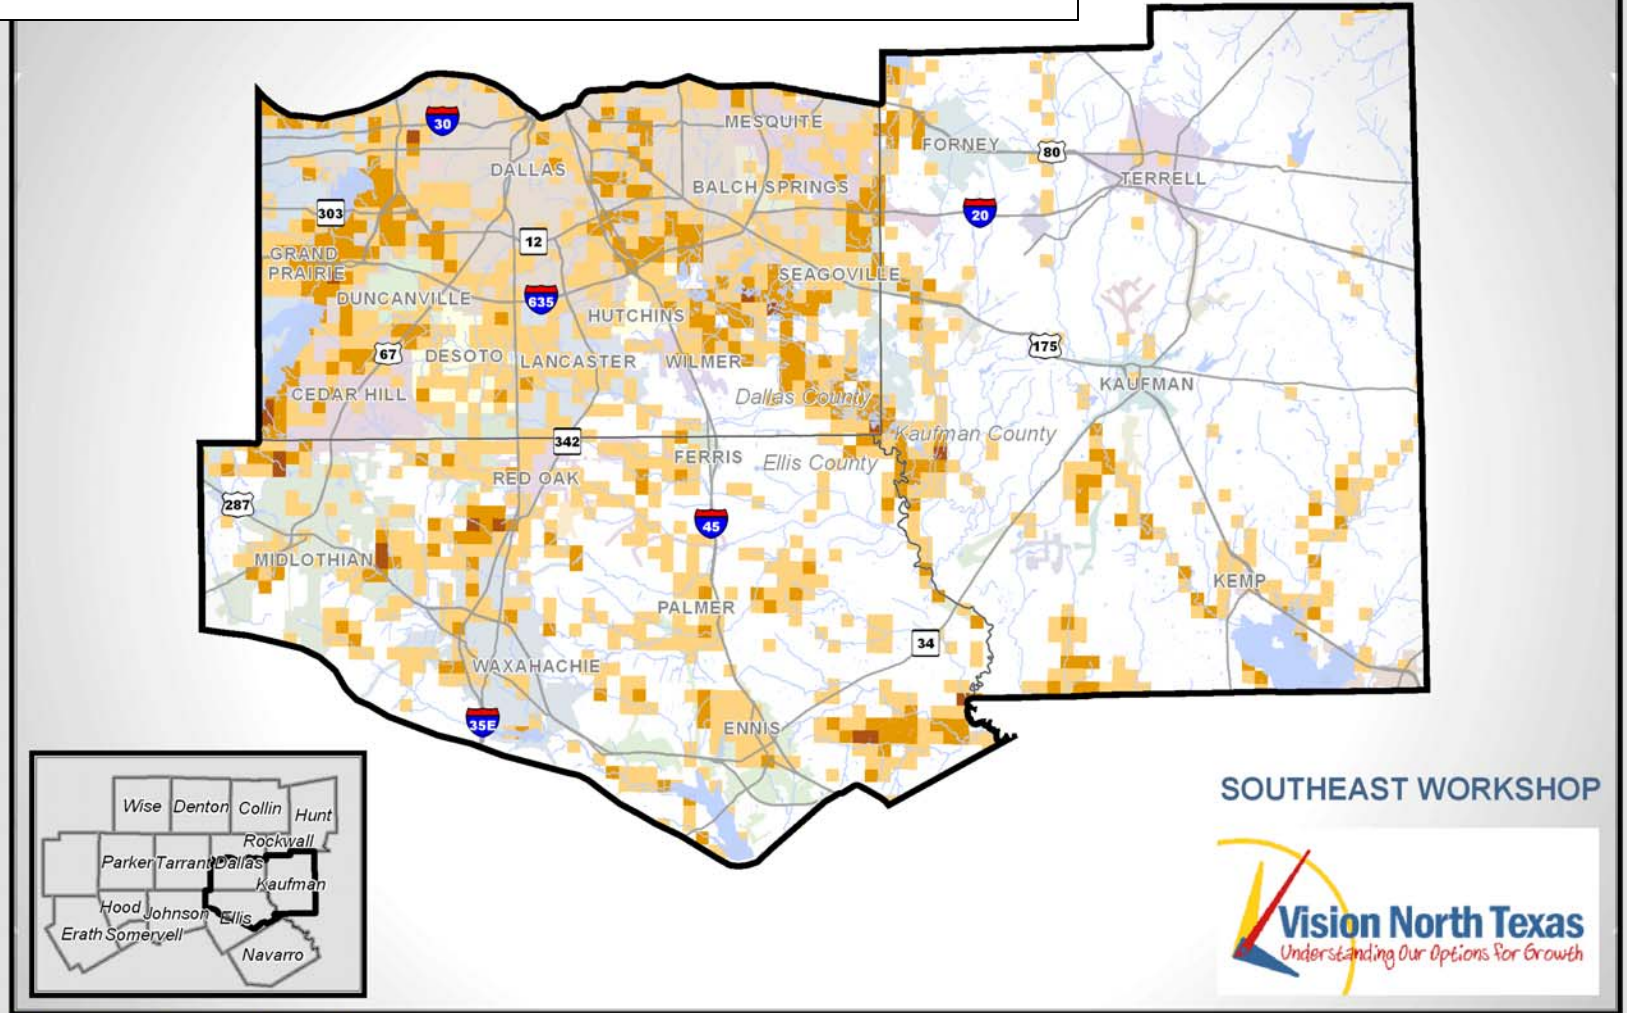 30
MESQUITE
FORNEY
80
DALLAS
TERRELL
BALCH SPRINGS
303
20
12
GRAND
PRAIRIE
SEAGOVILLE
DUNCANVILLE
635
HUTCHINS
67
DESOTO
LANCASTER
WILMER
175
CEDAR HILL
Dallas County
KAUFMAN
342
Kaufman County
FERRIS
Ellis County
RED OAK
287
45
MIDLOTHIAN
KEMP
PALMER
34
WAXAHACHIE
35E
ENNIS
Wise
Denton
Collin
Hunt
Rockwall
Parker
Tarrant
Dallas
Kaufman
Hood
Johnson
Ellis
Erath
Somervell
Navarro
SOUTHEAST WORKSHOP
Vision North Texas
Understanding Our Options for Growth